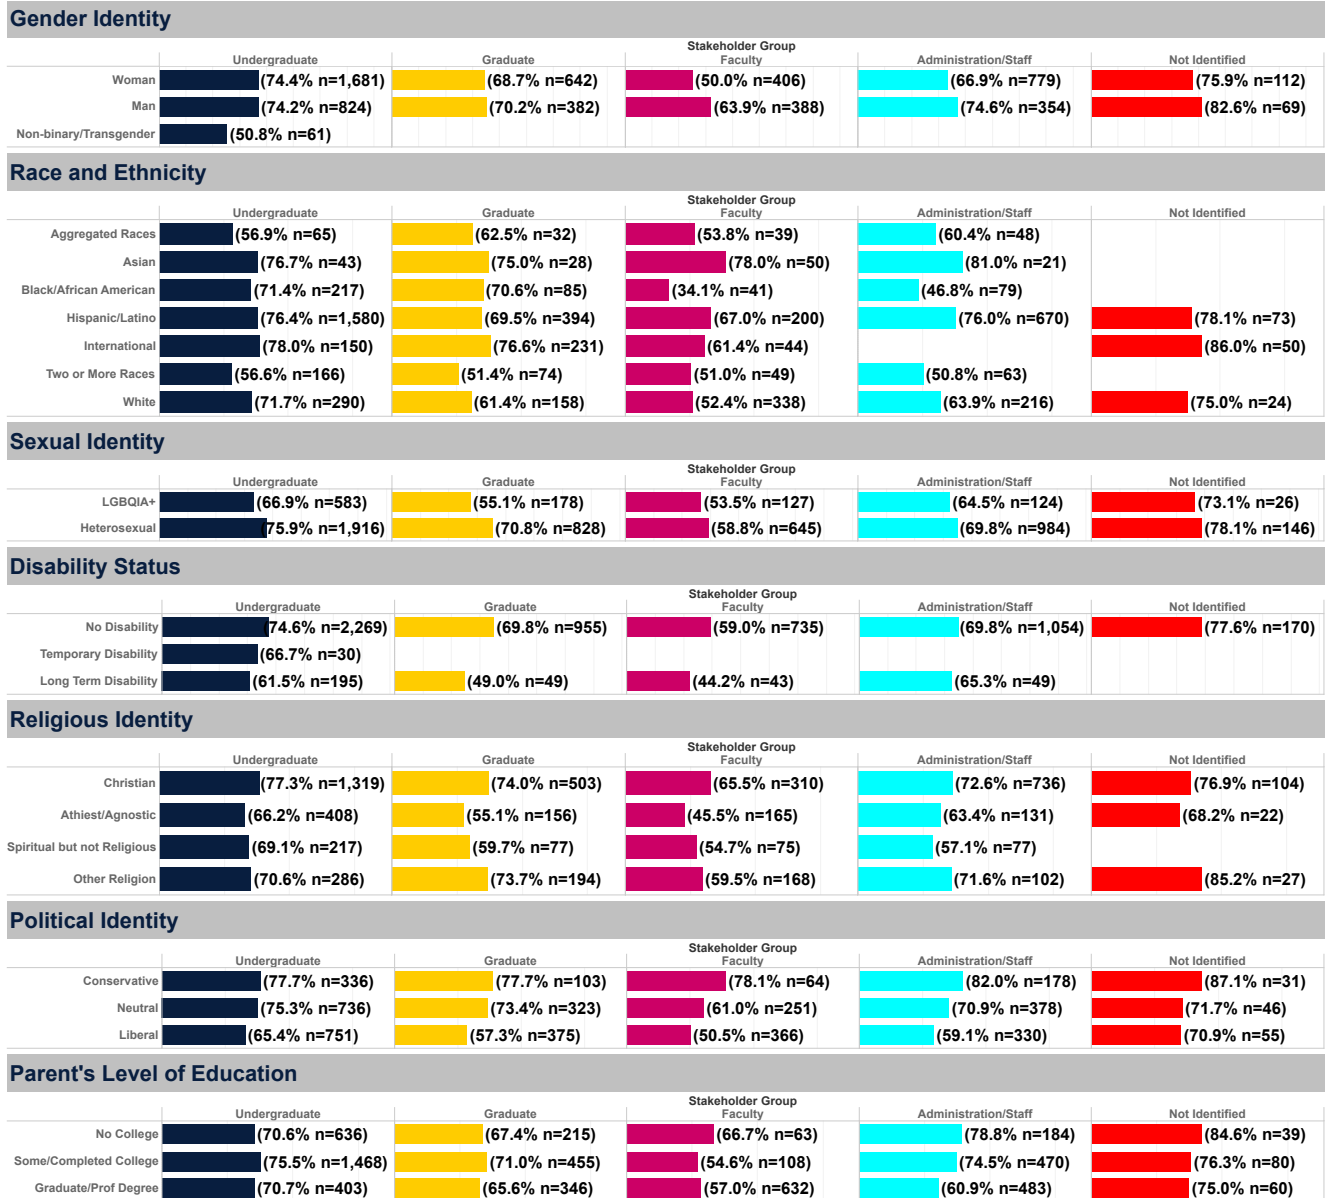 Gender Identity
Stakeholder Group
Undergraduate Graduate Faculty Administration/Staff Not Identified
Woman (74.4% n=1,681) (68.7% n=642) (50.0% n=406) (66.9% n=779) (75.9% n=112)
Man (74.2% n=824) (70.2% n=382) (63.9% n=388) (74.6% n=354) (82.6% n=69)
Non-binary/Transgender (50.8% n=61)
Race and Ethnicity
Stakeholder Group
Undergraduate Graduate Faculty Administration/Staff Not Identified
Aggregated Races (56.9% n=65) (62.5% n=32) (53.8% n=39) (60.4% n=48)
Asian (76.7% n=43) (75.0% n=28) (78.0% n=50) (81.0% n=21)
Black/African American (71.4% n=217) (70.6% n=85) (34.1% n=41) (46.8% n=79)
Hispanic/Latino (76.4% n=1,580) (69.5% n=394) (67.0% n=200) (76.0% n=670) (78.1% n=73)
International (78.0% n=150) (76.6% n=231) (61.4% n=44) (86.0% n=50)
Two or More Races (56.6% n=166) (51.4% n=74) (51.0% n=49) (50.8% n=63)
White (71.7% n=290) (61.4% n=158) (52.4% n=338) (63.9% n=216) (75.0% n=24)
Sexual Identity
Stakeholder Group
Undergraduate Graduate Faculty Administration/Staff Not Identified
LGBQIA+ (66.9% n=583) (55.1% n=178) (53.5% n=127) (64.5% n=124) (73.1% n=26)
Heterosexual (75.9% n=1,916) (70.8% n=828) (58.8% n=645) (69.8% n=984) (78.1% n=146)
Disability Status
Stakeholder Group
Undergraduate Graduate Faculty Administration/Staff Not Identified
No Disability (74.6% n=2,269) (69.8% n=955) (59.0% n=735) (69.8% n=1,054) (77.6% n=170)
Temporary Disability (66.7% n=30)
Long Term Disability (61.5% n=195) (49.0% n=49) (44.2% n=43) (65.3% n=49)
Religious Identity
Stakeholder Group
Undergraduate Graduate Faculty Administration/Staff Not Identified
Christian (77.3% n=1,319) (74.0% n=503) (65.5% n=310) (72.6% n=736) (76.9% n=104)
Athiest/Agnostic (66.2% n=408) (55.1% n=156) (45.5% n=165) (63.4% n=131) (68.2% n=22)
Spiritual but not Religious (69.1% n=217) (59.7% n=77) (54.7% n=75) (57.1% n=77)
Other Religion (70.6% n=286) (73.7% n=194) (59.5% n=168) (71.6% n=102) (85.2% n=27)
Political Identity
Stakeholder Group
Undergraduate Graduate Faculty Administration/Staff Not Identified
Conservative (77.7% n=336) (77.7% n=103) (78.1% n=64) (82.0% n=178) (87.1% n=31)
Neutral (75.3% n=736) (73.4% n=323) (61.0% n=251) (70.9% n=378) (71.7% n=46)
Liberal (65.4% n=751) (57.3% n=375) (50.5% n=366) (59.1% n=330) (70.9% n=55)
Parent's Level of Education
Stakeholder Group
Undergraduate Graduate Faculty Administration/Staff Not Identified
No College (70.6% n=636) (67.4% n=215) (66.7% n=63) (78.8% n=184) (84.6% n=39)
Some/Completed College (75.5% n=1,468) (71.0% n=455) (54.6% n=108) (74.5% n=470) (76.3% n=80)
Graduate/Prof Degree (70.7% n=403) (65.6% n=346) (57.0% n=632) (60.9% n=483) (75.0% n=60)